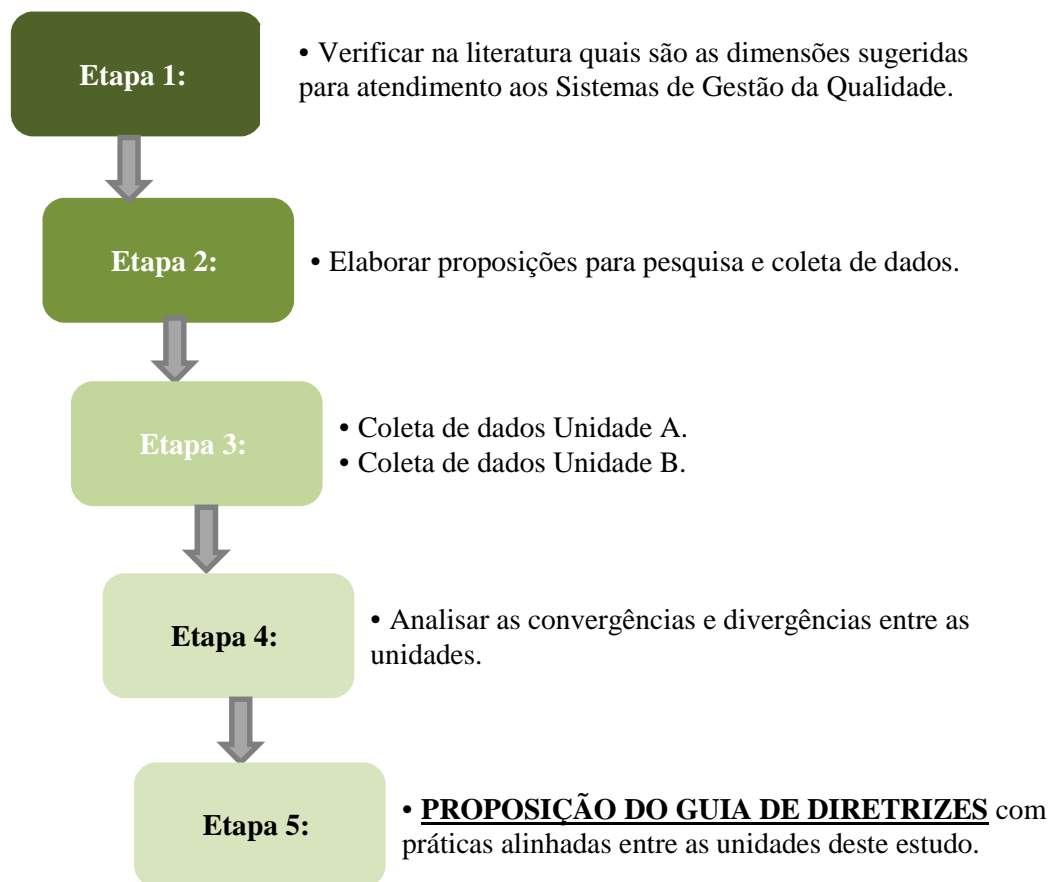 Etapa 1:
• Verificar na literatura quais são as dimensões sugeridas
para atendimento aos Sistemas de Gestão da Qualidade.
Etapa 2:
• Elaborar proposições para pesquisa e coleta de dados.
Etapa 3:
• Coleta de dados Unidade A.
• Coleta de dados Unidade B.
Etapa 4:
• Analisar as convergências e divergências entre as
unidades.
Etapa 5:
• PROPOSIÇÃO DO GUIA DE DIRETRIZES com
práticas alinhadas entre as unidades deste estudo.